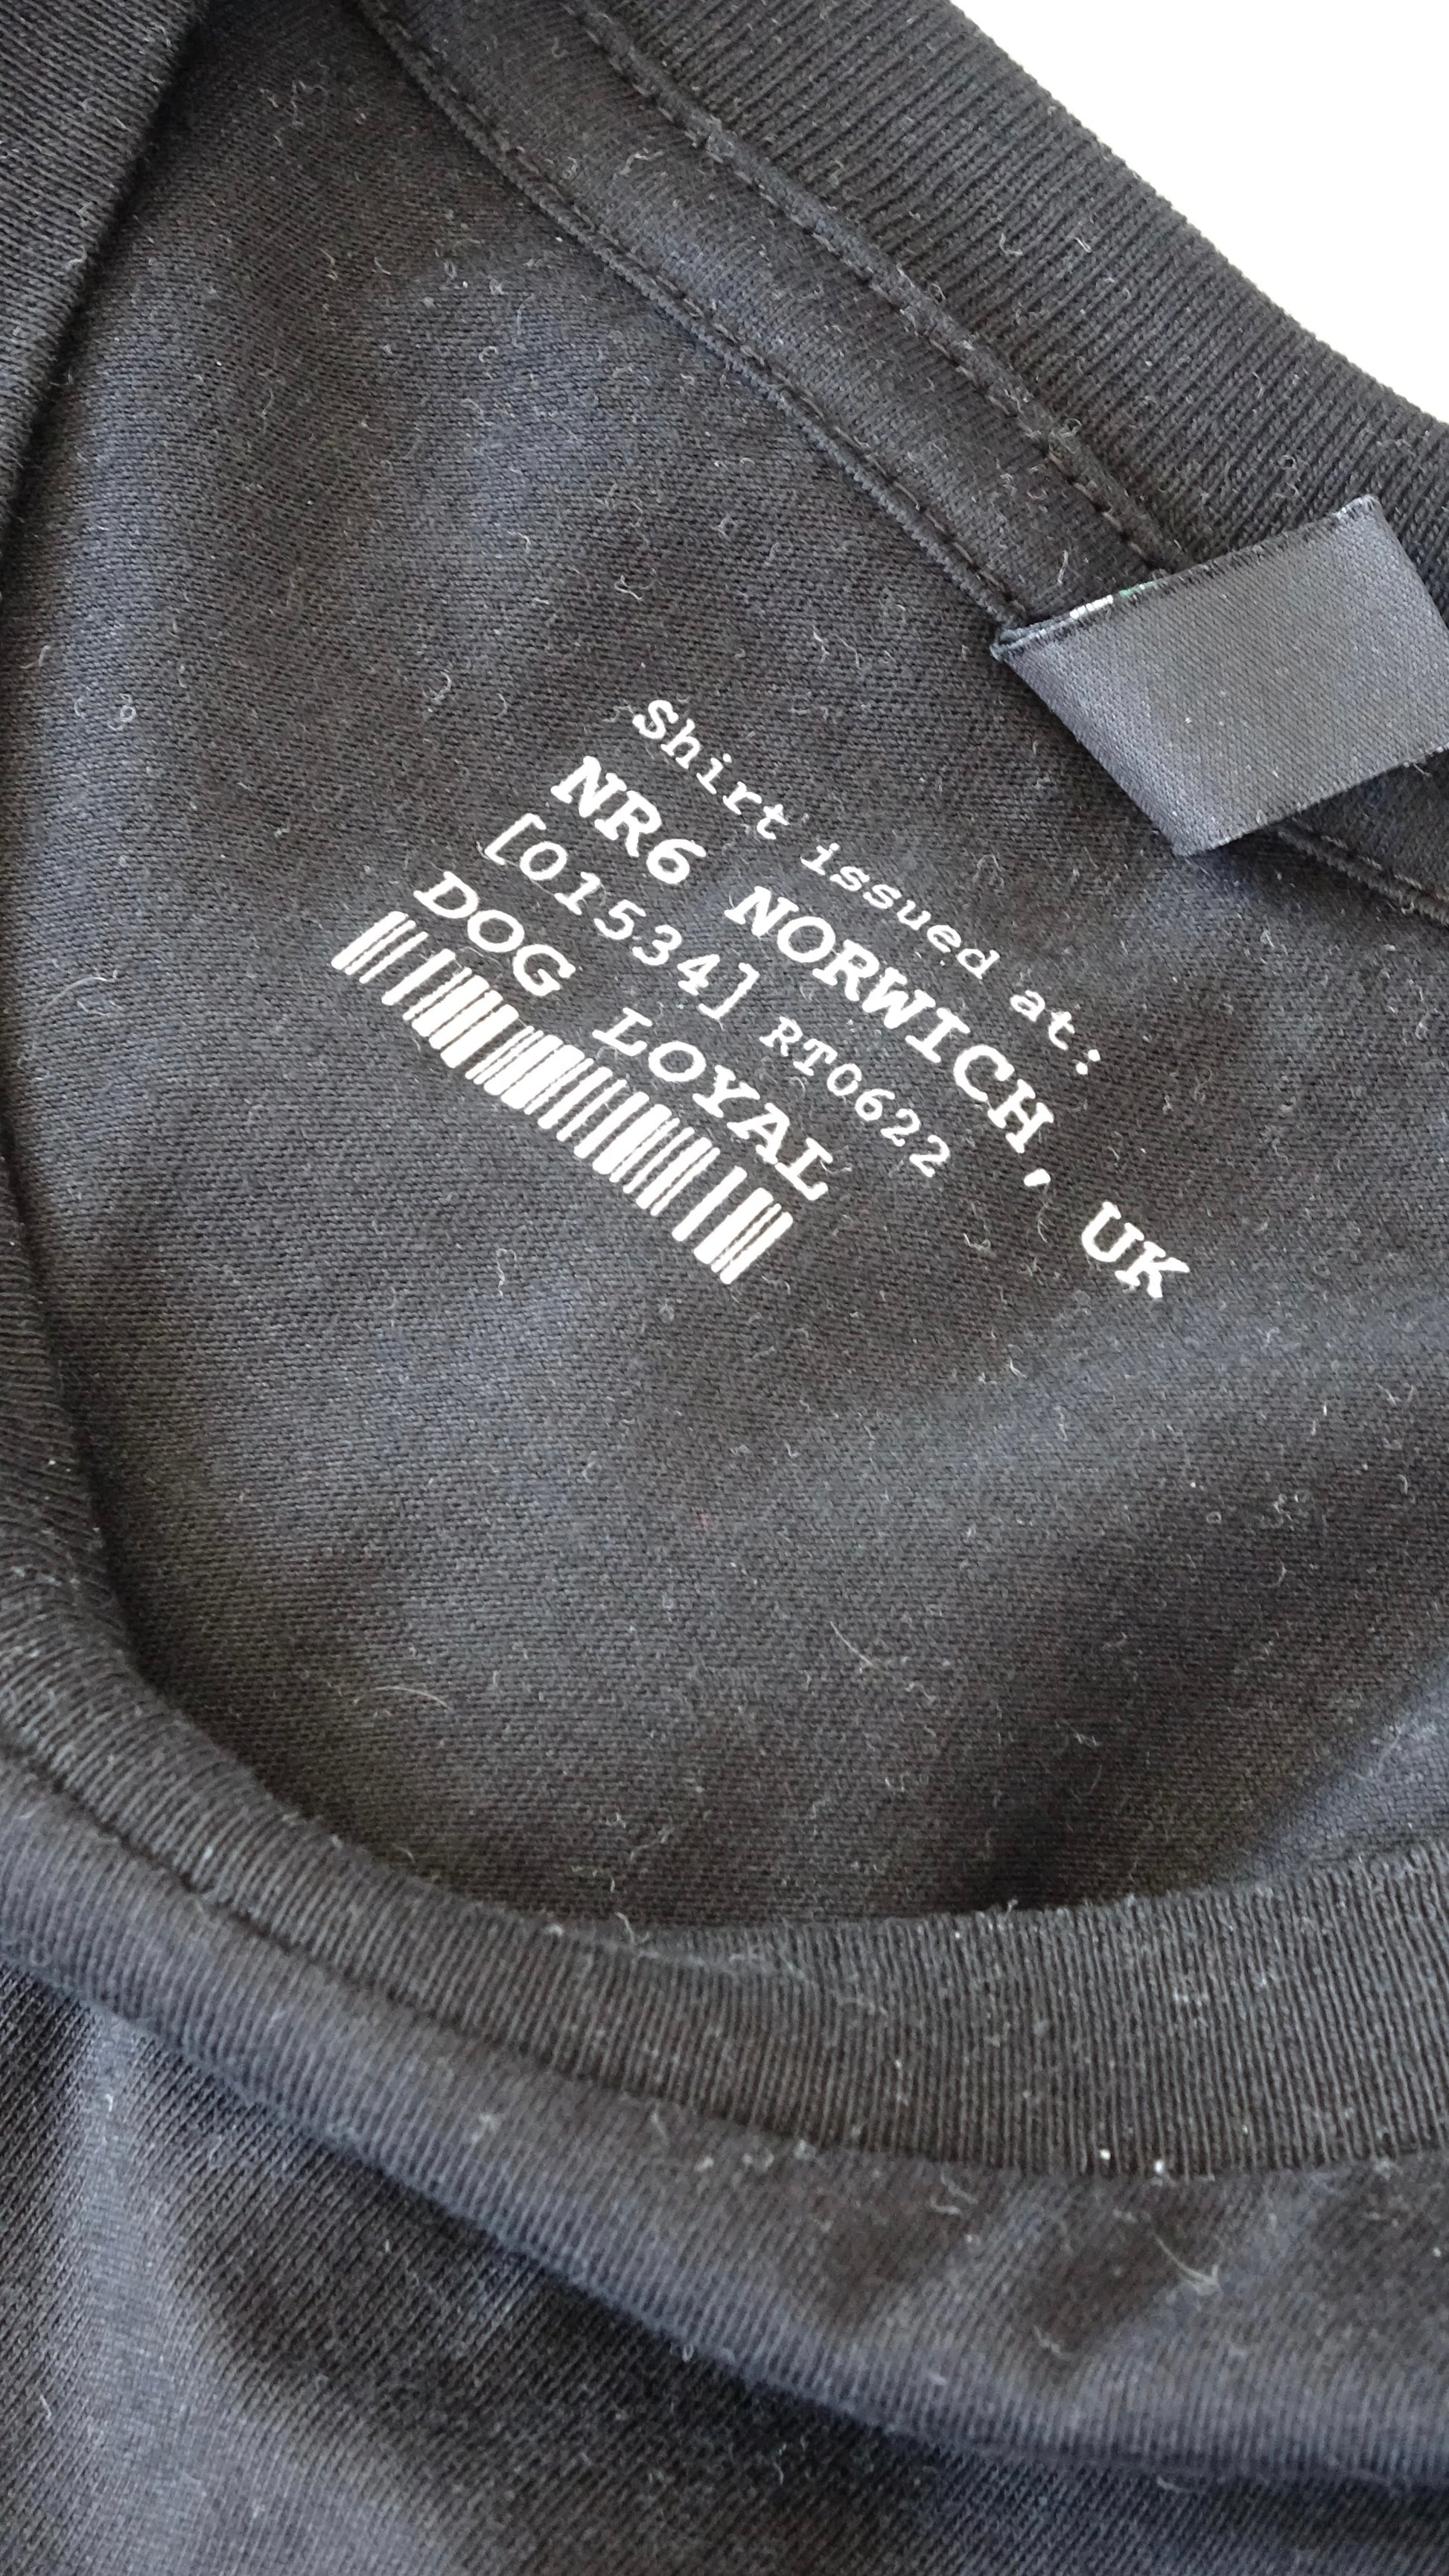 Shirt issued at:
NR6 NORWICH, UK
[01534] RT0622
DOG LOYAL